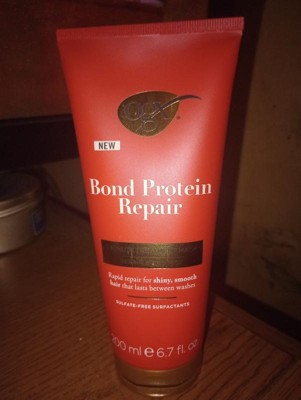 NEW
Bond Protein
Repair
Rapid repair for shiny, smooth
hair that lasts between washes
SULFATE-FREE SURFACTANTS
200 ml e 6.7 fl. oz